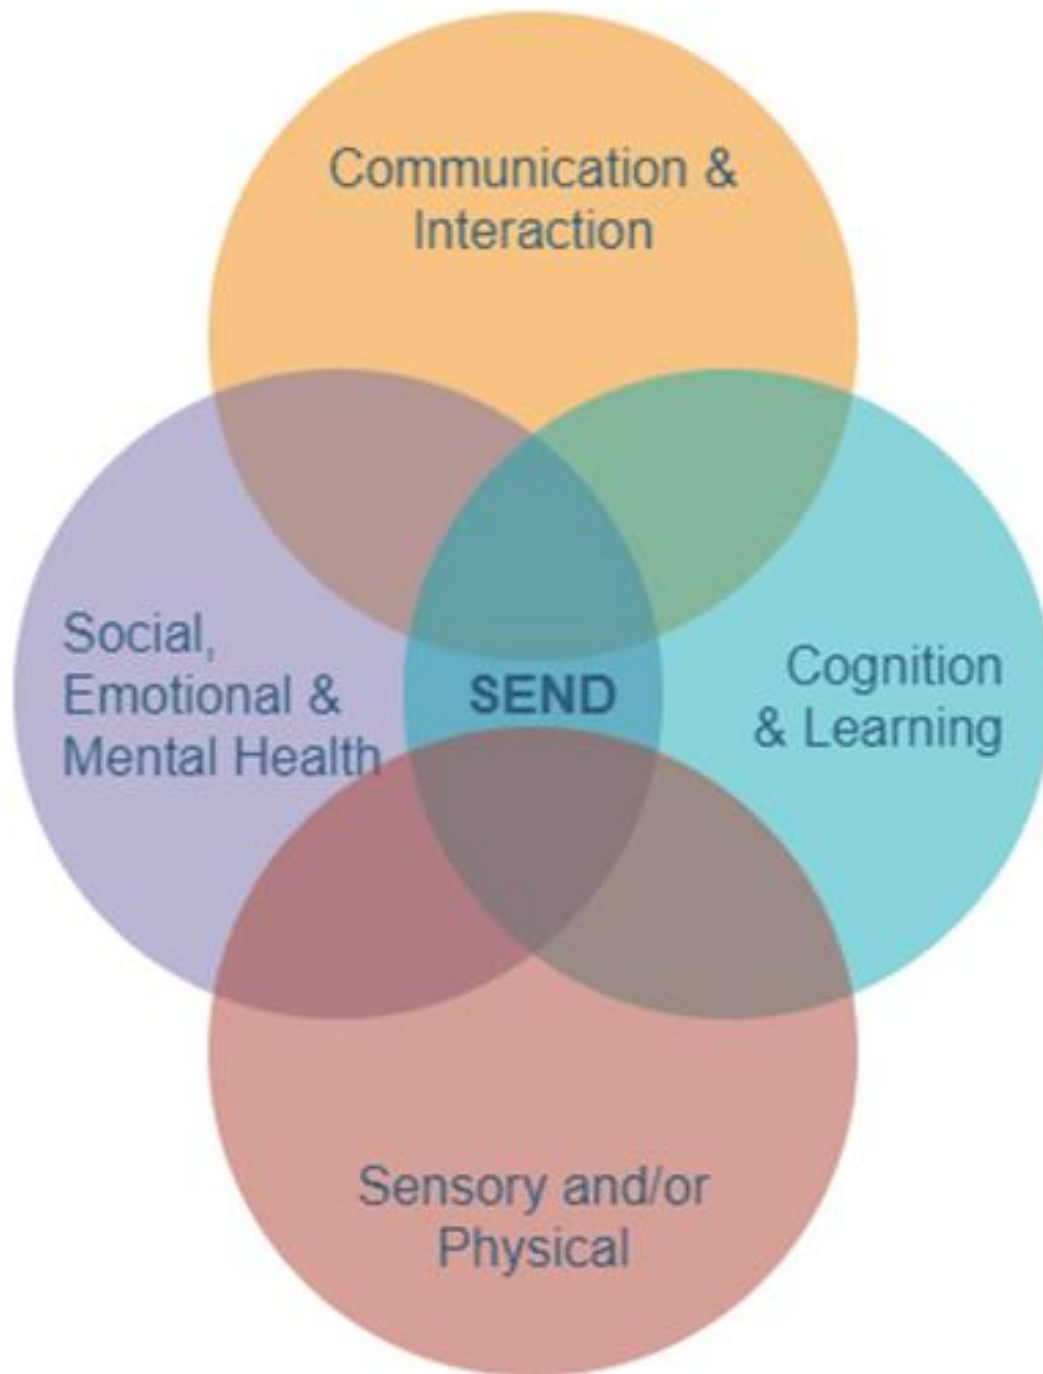 Communication &
Interaction
Social,
Emotional &
Mental Health
SEND
Cognition
& Learning
Sensory and/or
Physical